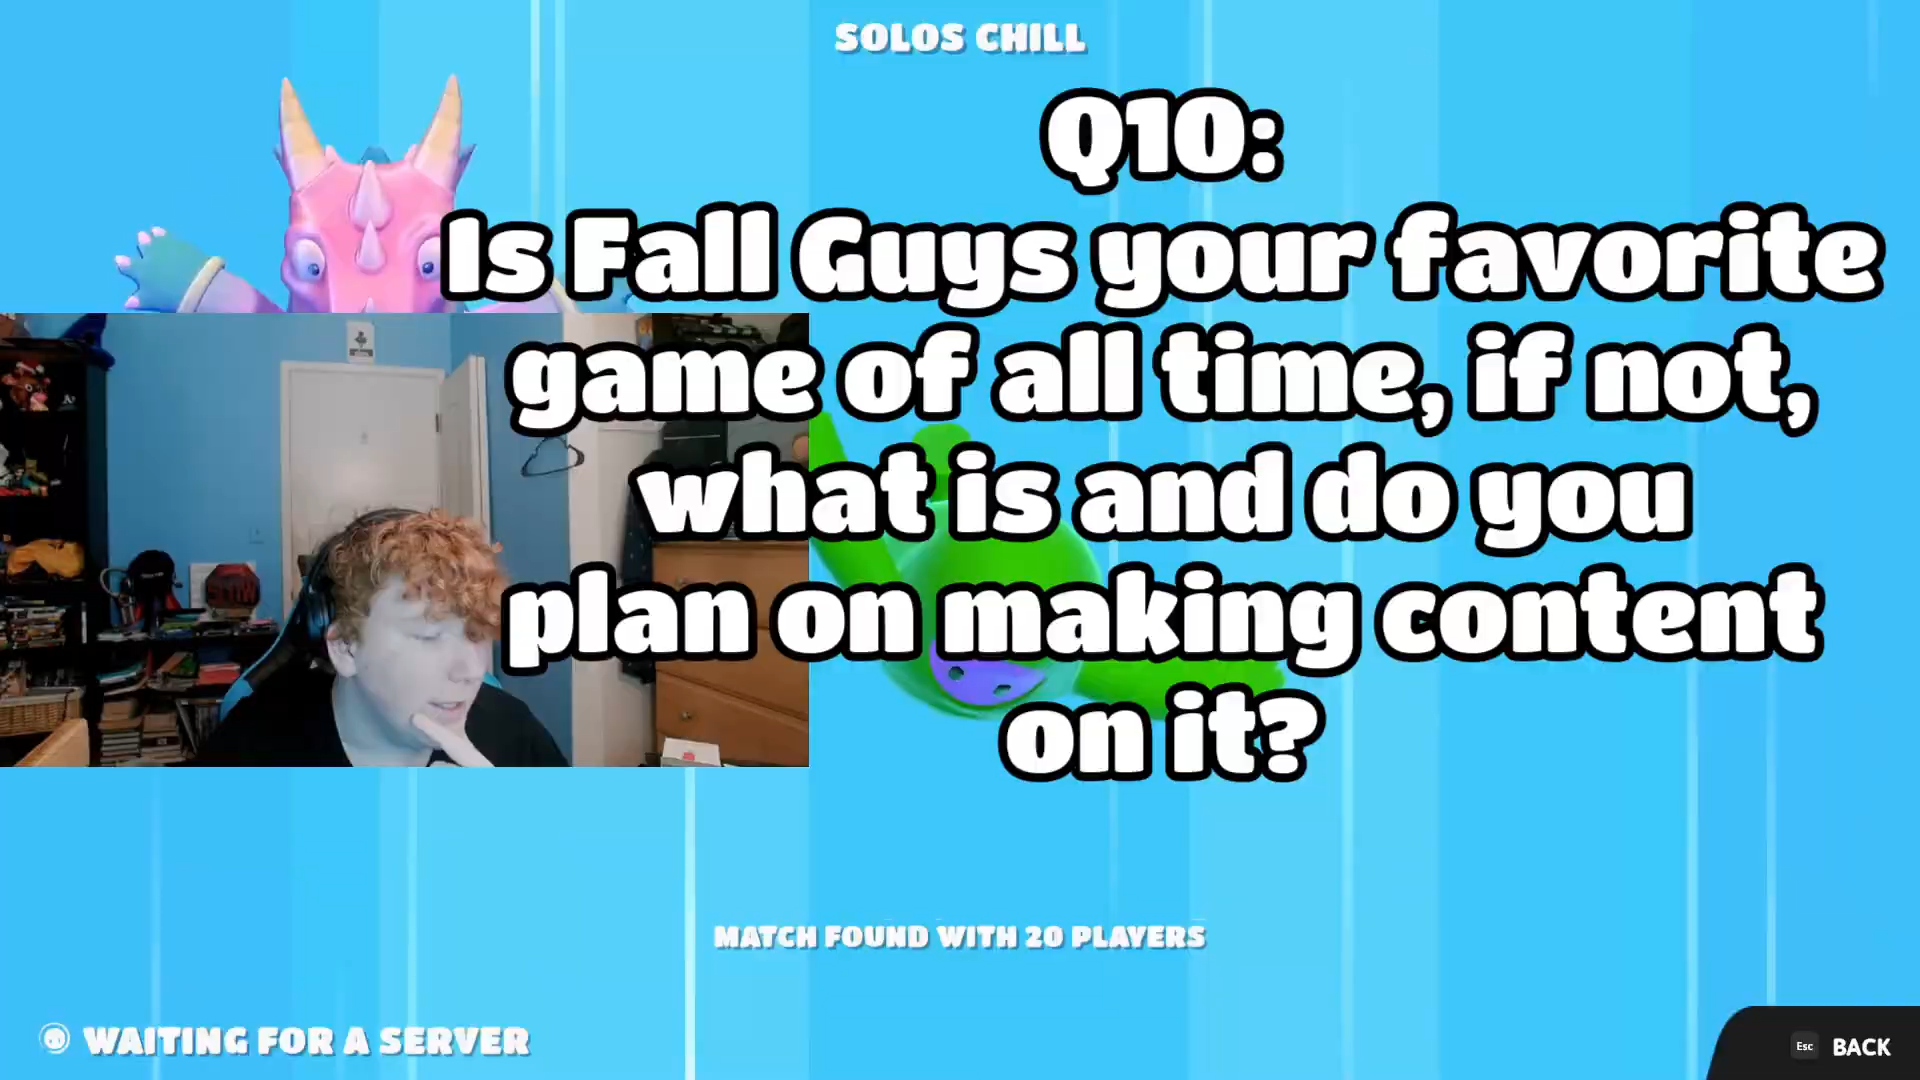 SOLOS CHILL
Q10:
Is Fall Guys your favorite
game of all time, if not,
what is and do you
plan on making content
on it?
MATCH FOUND WITH 20 PLAYERS
WAITING FOR A SERVER
Esc BACK